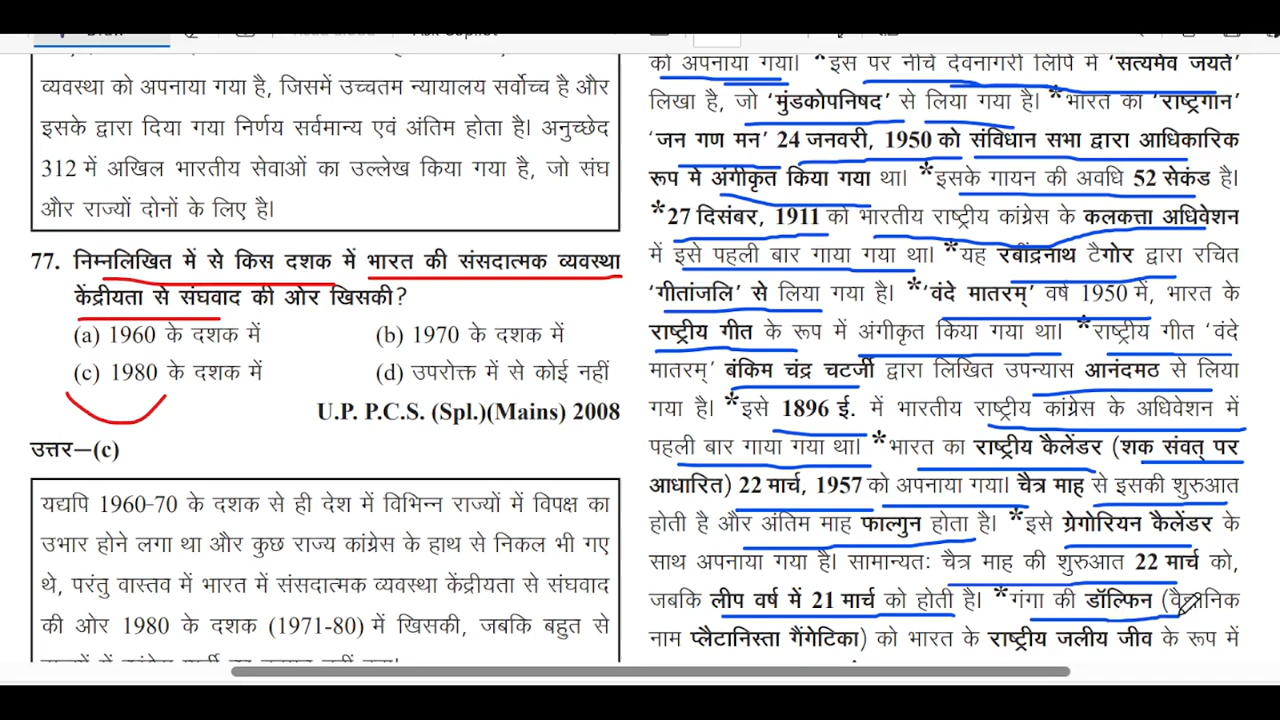 Draw
Read aloud
Ask Copilot
व्यवस्था को अपनाया गया है, जिसमें उच्चतम न्यायालय सर्वोच्च है और
इसके द्वारा दिया गया निर्णय सर्वमान्य एवं अंतिम होता है। अनुच्छेद
312 में अखिल भारतीय सेवाओं का उल्लेख किया गया है, जो संघ
और राज्यों दोनों के लिए है।
77. निम्नलिखित में से किस दशक में भारत की संसदात्मक व्यवस्था
केंद्रीयता से संघवाद की ओर खिसकी?
(a) 1960 के दशक में (b) 1970 के दशक में
(c) 1980 के दशक में (d) उपरोक्त में से कोई नहीं
U.P. P.C.S. (Spl.)(Mains) 2008
उत्तर–(c)
यद्यपि 1960-70 के दशक से ही देश में विभिन्न राज्यों में विपक्ष का
उभार होने लगा था और कुछ राज्य कांग्रेस के हाथ से निकल भी गए
थे, परंतु वास्तव में भारत में संसदात्मक व्यवस्था केंद्रीयता से संघवाद
की ओर 1980 के दशक (1971-80) में खिसकी, जबकि बहुत से
को अपनाया गया। *इस पर नीचे देवनागरी लिपि में 'सत्यमेव जयते'
लिखा है, जो 'मुंडकोपनिषद' से लिया गया है। *भारत का 'राष्ट्रगान'
'जन गण मन' 24 जनवरी, 1950 को संविधान सभा द्वारा आधिकारिक
रूप मे अंगीकृत किया गया था। *इसके गायन की अवधि 52 सेकंड है।
*27 दिसंबर, 1911 को भारतीय राष्ट्रीय कांग्रेस के कलकत्ता अधिवेशन
में इसे पहली बार गाया गया था। *यह रबींद्रनाथ टैगोर द्वारा रचित
'गीतांजलि' से लिया गया है। *'वंदे मातरम्' वर्ष 1950 में, भारत के
राष्ट्रीय गीत के रूप में अंगीकृत किया गया था। *राष्ट्रीय गीत 'वंदे
मातरम्' बंकिम चंद्र चटर्जी द्वारा लिखित उपन्यास आनंदमठ से लिया
गया है। *इसे 1896 ई. में भारतीय राष्ट्रीय कांग्रेस के अधिवेशन में
पहली बार गाया गया था। *भारत का राष्ट्रीय कैलेंडर (शक संवत् पर
आधारित) 22 मार्च, 1957 को अपनाया गया। चैत्र माह से इसकी शुरुआत
होती है और अंतिम माह फाल्गुन होता है। *इसे ग्रेगोरियन कैलेंडर के
साथ अपनाया गया है। सामान्यतः चैत्र माह की शुरुआत 22 मार्च को,
जबकि लीप वर्ष में 21 मार्च को होती है। *गंगा की डॉल्फिन (वैज्ञानिक
नाम प्लैटानिस्ता गैंगेटिका) को भारत के राष्ट्रीय जलीय जीव के रूप में